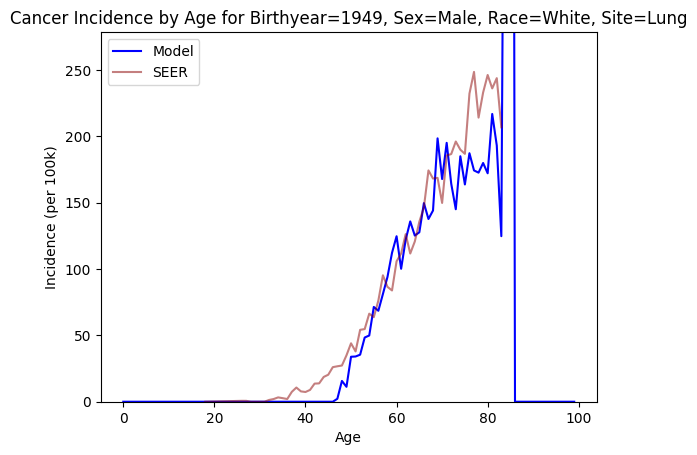 Cancer Incidence by Age for Birthyear=1949, Sex=Male, Race=White, Site=Lung
Model
SEER
250
200
150
100
50
0
Incidence (per 100k)
0 20 40 60 80 100
Age